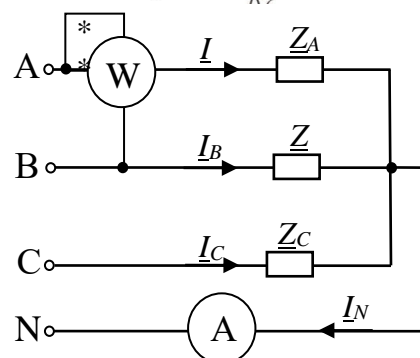 *
A * W I Z_A
B I_B Z
C I_C Z_C
N A I_N